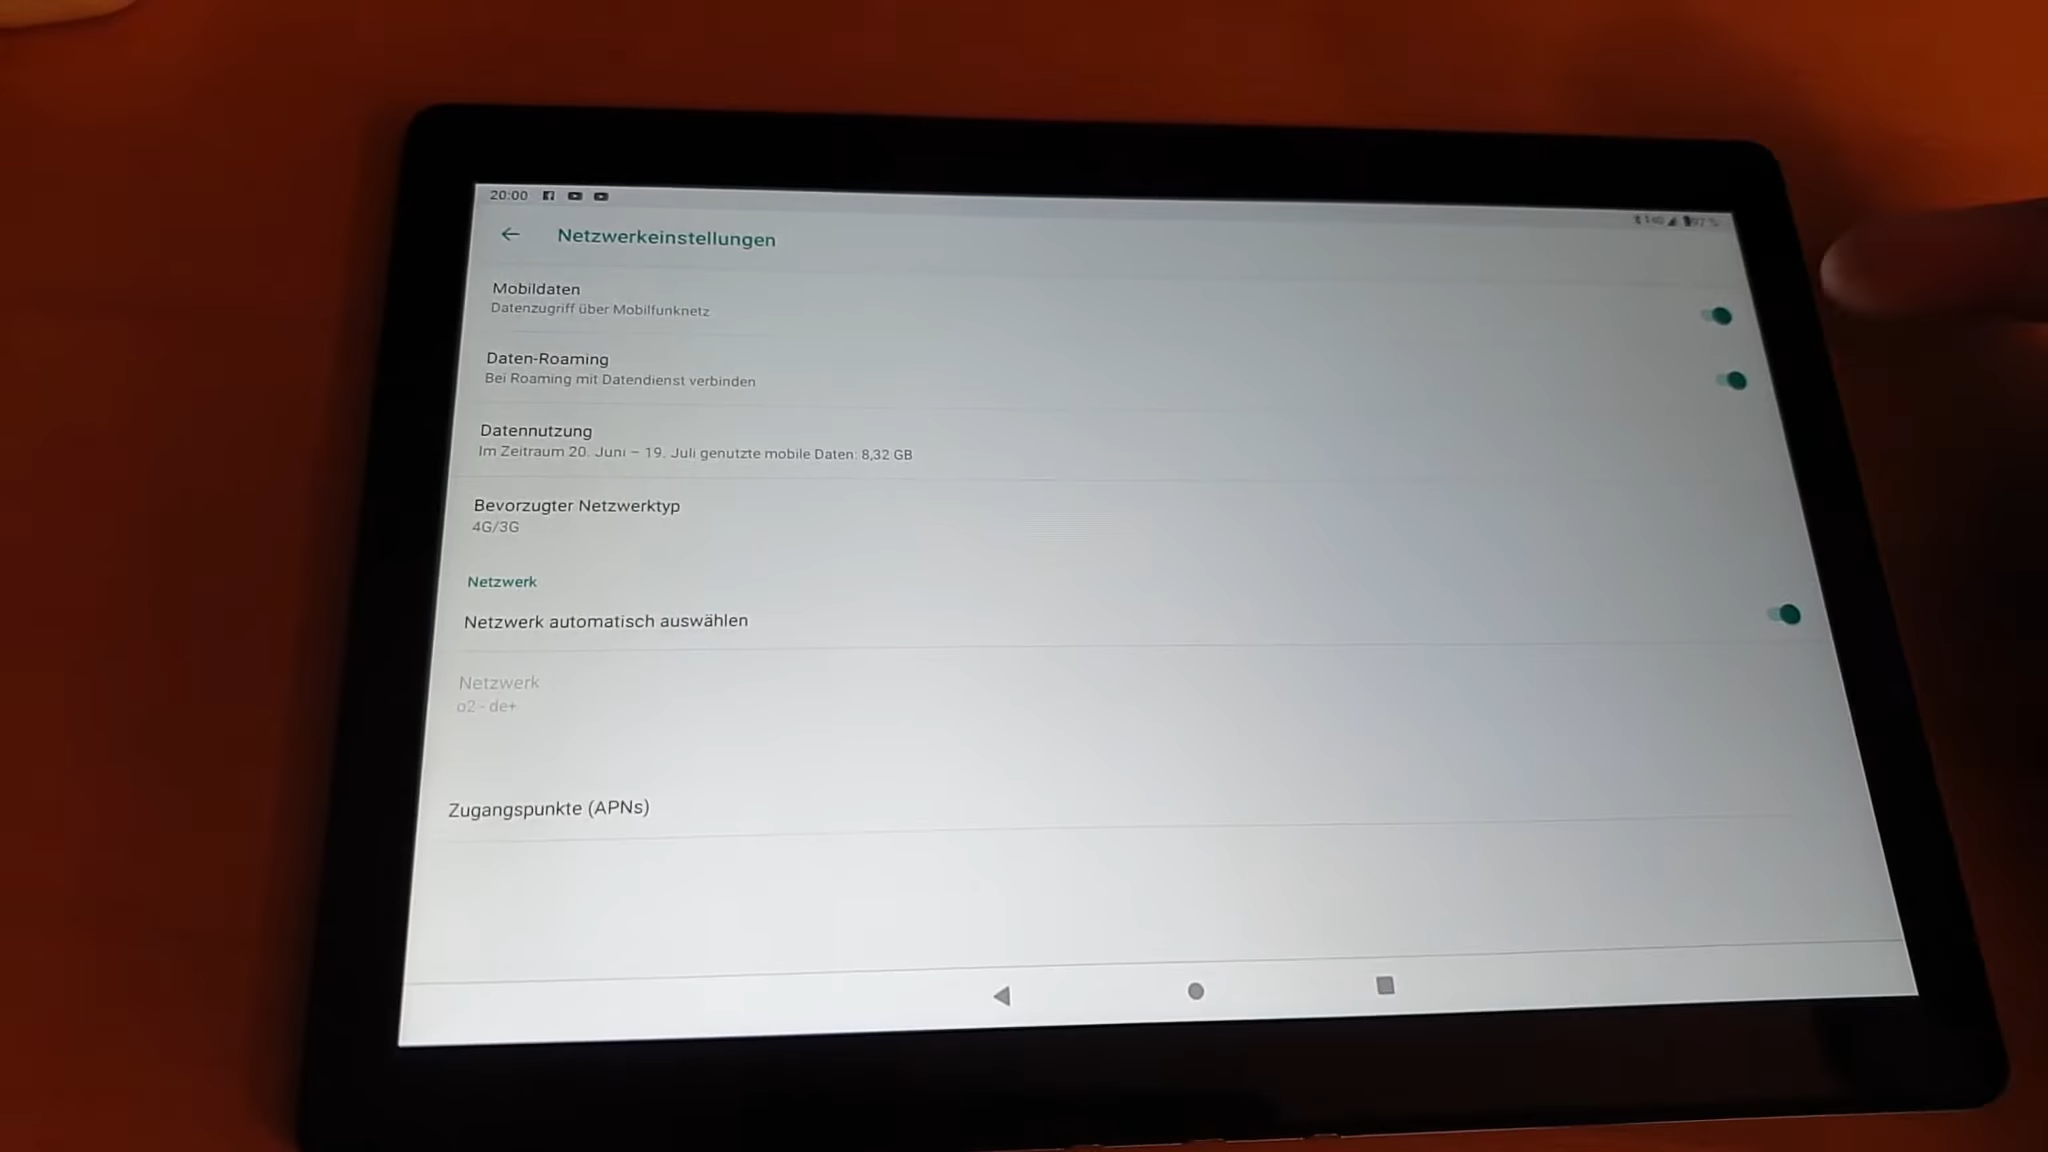 20:00
97 %
Netzwerkeinstellungen
Mobildaten
Datenzugriff über Mobilfunknetz
Daten-Roaming
Bei Roaming mit Datendienst verbinden
Datennutzung
Im Zeitraum 20. Juni – 19. Juli genutzte mobile Daten: 8,32 GB
Bevorzugter Netzwerktyp
4G/3G
Netzwerk
Netzwerk automatisch auswählen
Netzwerk
o2 - de+
Zugangspunkte (APNs)